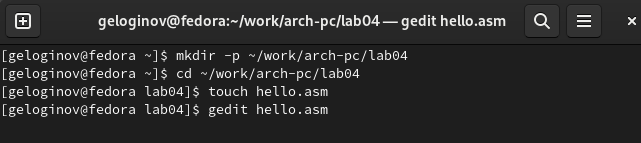 geloginov@fedora:~/work/arch-pc/lab04 — gedit hello.asm
[geloginov@fedora ~]$ mkdir -p ~/work/arch-pc/lab04
[geloginov@fedora ~]$ cd ~/work/arch-pc/lab04
[geloginov@fedora lab04]$ touch hello.asm
[geloginov@fedora lab04]$ gedit hello.asm